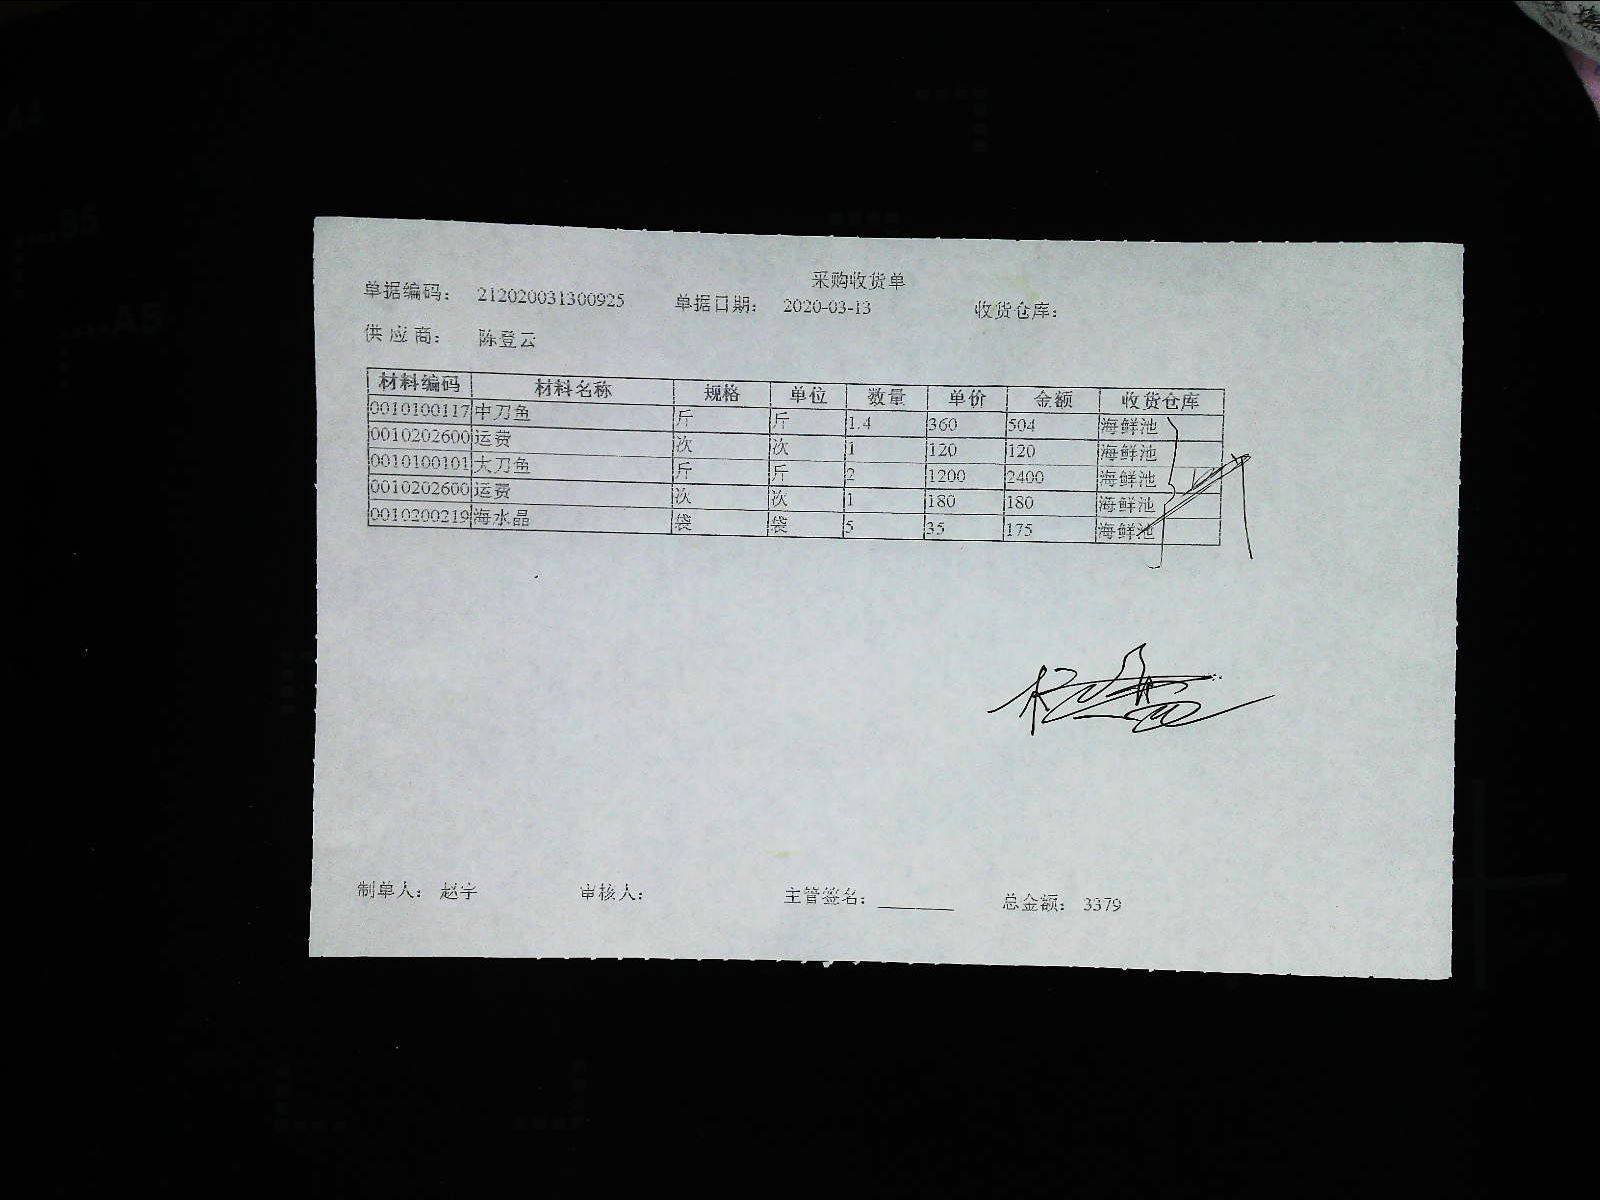 采购收货单
单据编码： 212020031300925 单据日期： 2020-03-13 收货仓库：
供应商： 陈登云
材料编码 材料名称 规格 单位 数量 单价 金额 收货仓库
0010100117 中刀鱼 斤 斤 1.4 360 504 海鲜池
0010202600 运费 次 次 1 120 120 海鲜池
0010100101 大刀鱼 斤 斤 2 1200 2400 海鲜池
0010202600 运费 次 次 1 180 180 海鲜池
0010200219 海水晶 袋 袋 5 35 175 海鲜池
制单人： 赵宇 审核人： 主管签名： 总金额： 3379
A4
B5
A5